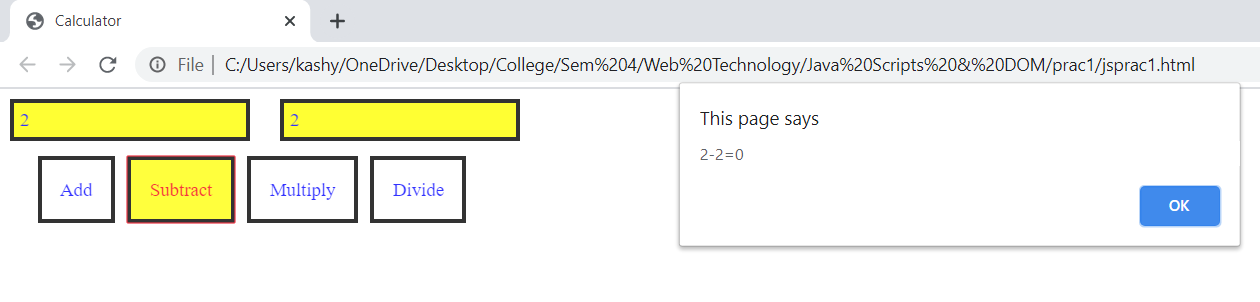 Calculator
File | C:/Users/kashy/OneDrive/Desktop/College/Sem%204/Web%20Technology/Java%20Scripts%20&%20DOM/prac1/jsprac1.html
2 2
Add Subtract Multiply Divide
This page says
2-2=0
OK